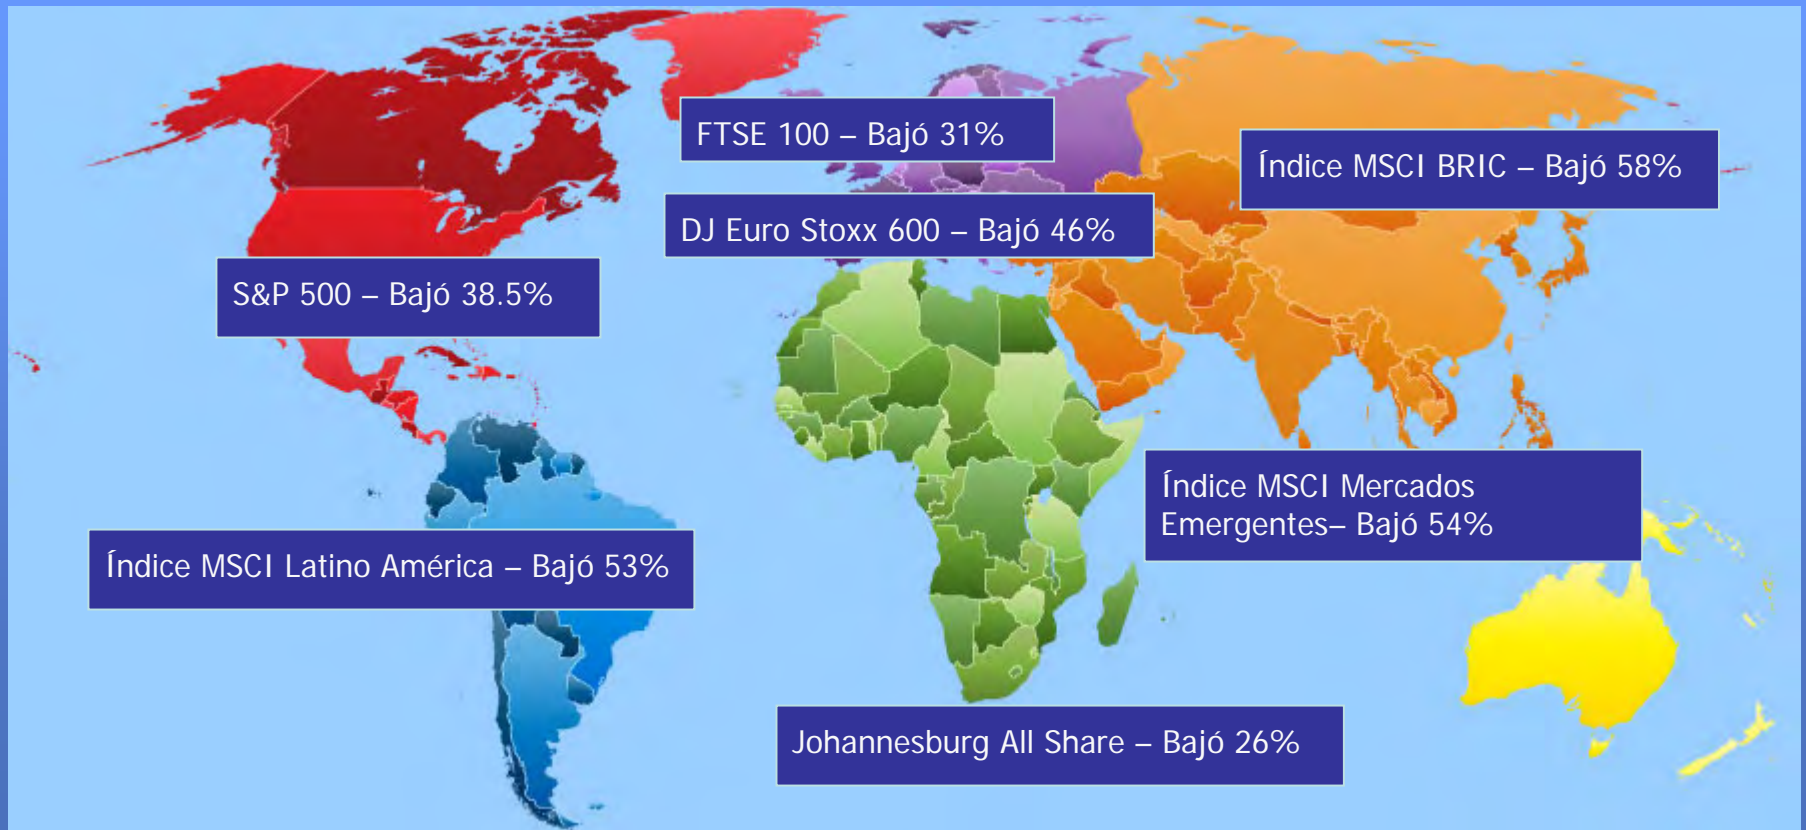 FTSE 100 – Bajó 31%
Índice MSCI BRIC – Bajó 58%
DJ Euro Stoxx 600 – Bajó 46%
S&P 500 – Bajó 38.5%
Índice MSCI Mercados
Emergentes– Bajó 54%
Índice MSCI Latino América – Bajó 53%
Johannesburg All Share – Bajó 26%